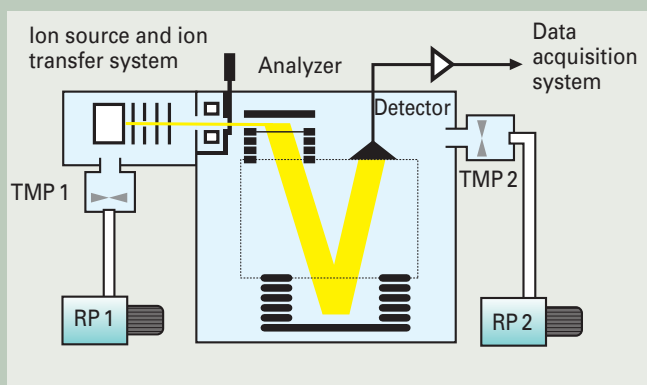 Ion source and ion
transfer system
Analyzer
Data
acquisition
system
Detector
TMP 1
TMP 2
RP 1
RP 2